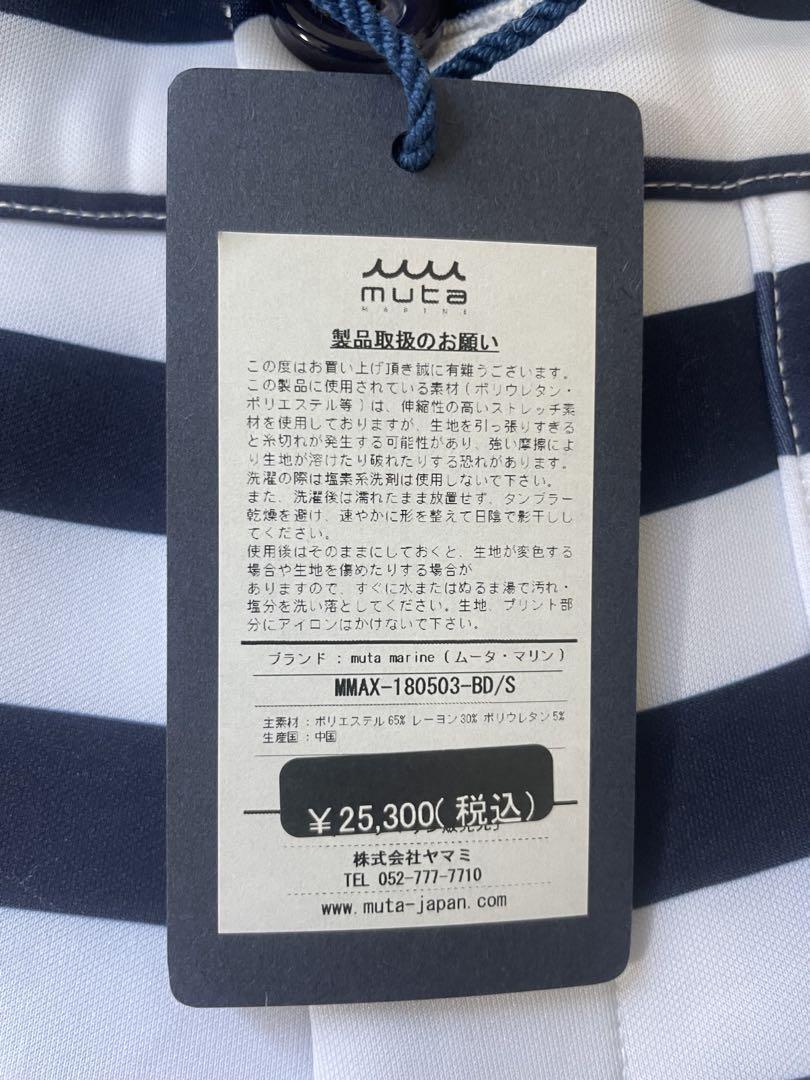 muta
MARINE
製品取扱のお願い
この度はお買い上げ頂き誠に有難うございます。
この製品に使用されている素材(ポリウレタン・
ポリエステル等)は、伸縮性の高いストレッチ素
材を使用しておりますが、生地を引っ張りすぎる
と糸切れが発生する可能性があり、強い摩擦によ
り生地が溶けたり破れたりする恐れがあります。
洗濯の際は塩素系洗剤は使用しないで下さい。
また、洗濯後は濡れたまま放置せず、タンブラー
乾燥を避け、速やかに形を整えて日陰で影干しし
てください。
使用後はそのままにしておくと、生地が変色する
場合や生地を傷めたりする場合が
ありますので、すぐに水またはぬるま湯で汚れ・
塩分を洗い落としてください。生地、プリント部
分にアイロンはかけないで下さい。
ブランド : muta marine (ムータ・マリン)
MMAX-180503-BD/S
主素材 : ポリエステル65% レーヨン30% ポリウレタン5%
生産国 : 中国
¥25,300(税込)
株式会社ヤマミ
TEL 052-777-7710
www.muta-japan.com